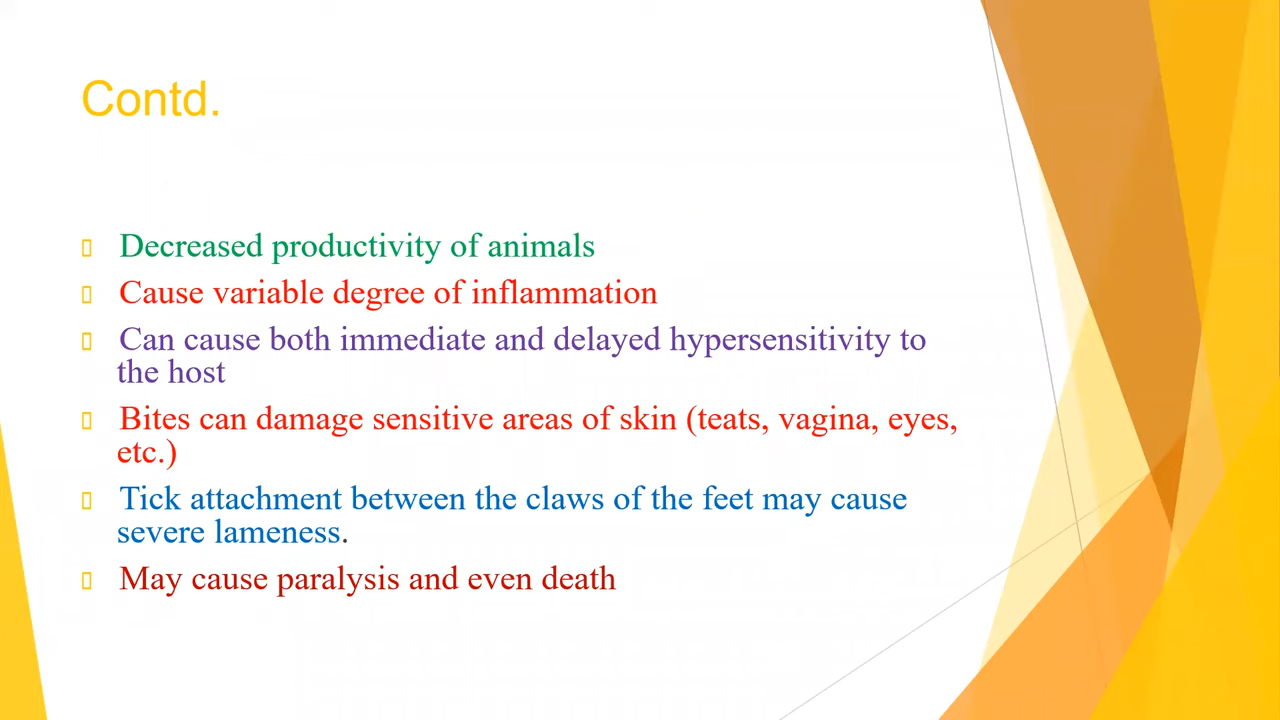 Contd.
Decreased productivity of animals
Cause variable degree of inflammation
Can cause both immediate and delayed hypersensitivity to
the host
Bites can damage sensitive areas of skin (teats, vagina, eyes,
etc.)
Tick attachment between the claws of the feet may cause
severe lameness.
May cause paralysis and even death